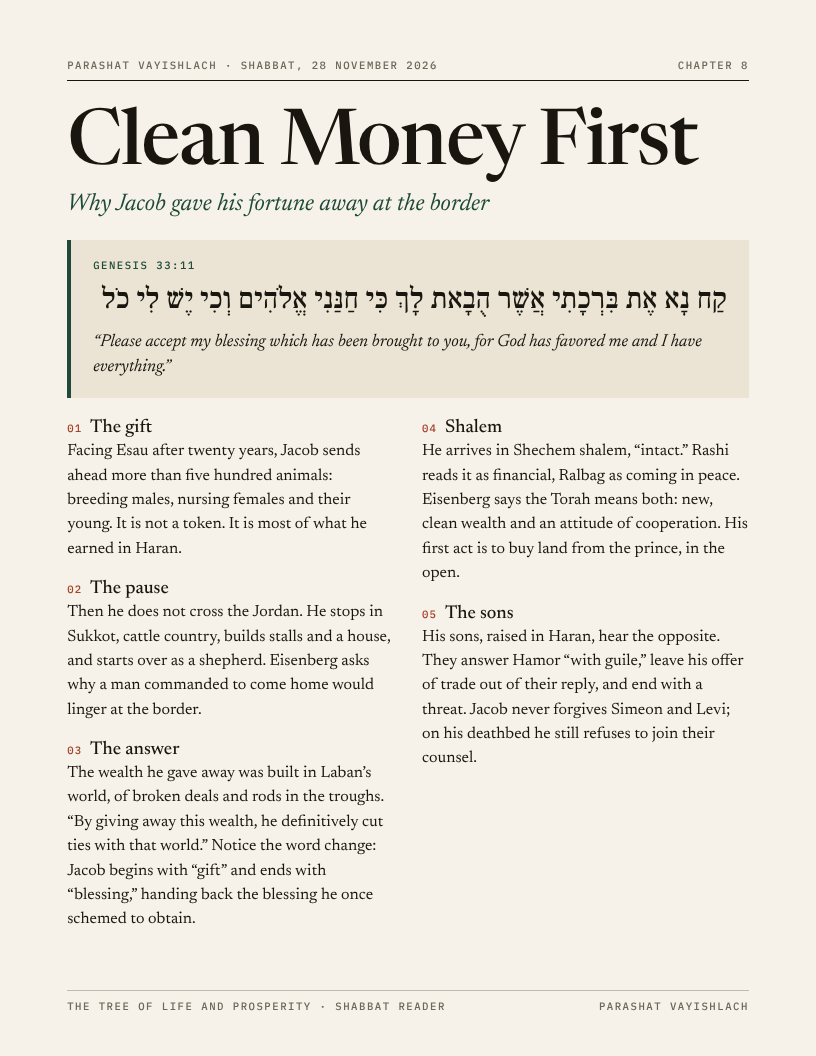 PARASHAT VAYISHLACH · SHABBAT, 28 NOVEMBER 2026
CHAPTER 8
Clean Money First
Why Jacob gave his fortune away at the border
GENESIS 33:11
קַח נָא אֶת בִּרְכָתִי אֲשֶׁר הֻבָאת לָךְ כִּי חַנַּנִי אֱלֹהִים וְכִי יֶשׁ לִי כֹל
“Please accept my blessing which has been brought to you, for God has favored me and I have
everything.”
01 The gift
Facing Esau after twenty years, Jacob sends
ahead more than five hundred animals:
breeding males, nursing females and their
young. It is not a token. It is most of what he
earned in Haran.
02 The pause
Then he does not cross the Jordan. He stops in
Sukkot, cattle country, builds stalls and a house,
and starts over as a shepherd. Eisenberg asks
why a man commanded to come home would
linger at the border.
03 The answer
The wealth he gave away was built in Laban’s
world, of broken deals and rods in the troughs.
“By giving away this wealth, he definitively cut
ties with that world.” Notice the word change:
Jacob begins with “gift” and ends with
“blessing,” handing back the blessing he once
schemed to obtain.
04 Shalem
He arrives in Shechem shalem, “intact.” Rashi
reads it as financial, Ralbag as coming in peace.
Eisenberg says the Torah means both: new,
clean wealth and an attitude of cooperation. His
first act is to buy land from the prince, in the
open.
05 The sons
His sons, raised in Haran, hear the opposite.
They answer Hamor “with guile,” leave his offer
of trade out of their reply, and end with a
threat. Jacob never forgives Simeon and Levi;
on his deathbed he still refuses to join their
counsel.
THE TREE OF LIFE AND PROSPERITY · SHABBAT READER
PARASHAT VAYISHLACH